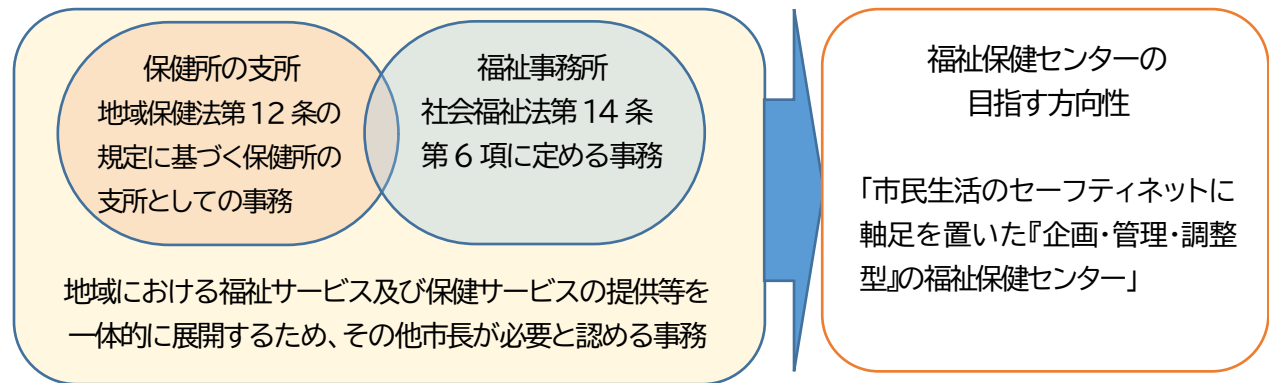 保健所の支所
地域保健法第12条の
規定に基づく保健所の
支所としての事務
福祉事務所
社会福祉法第14条
第6項に定める事務
地域における福祉サービス及び保健サービスの提供等を
一体的に展開するため、その他市長が必要と認める事務
福祉保健センターの
目指す方向性
「市民生活のセーフティネットに
軸足を置いた『企画・管理・調整
型』の福祉保健センター」